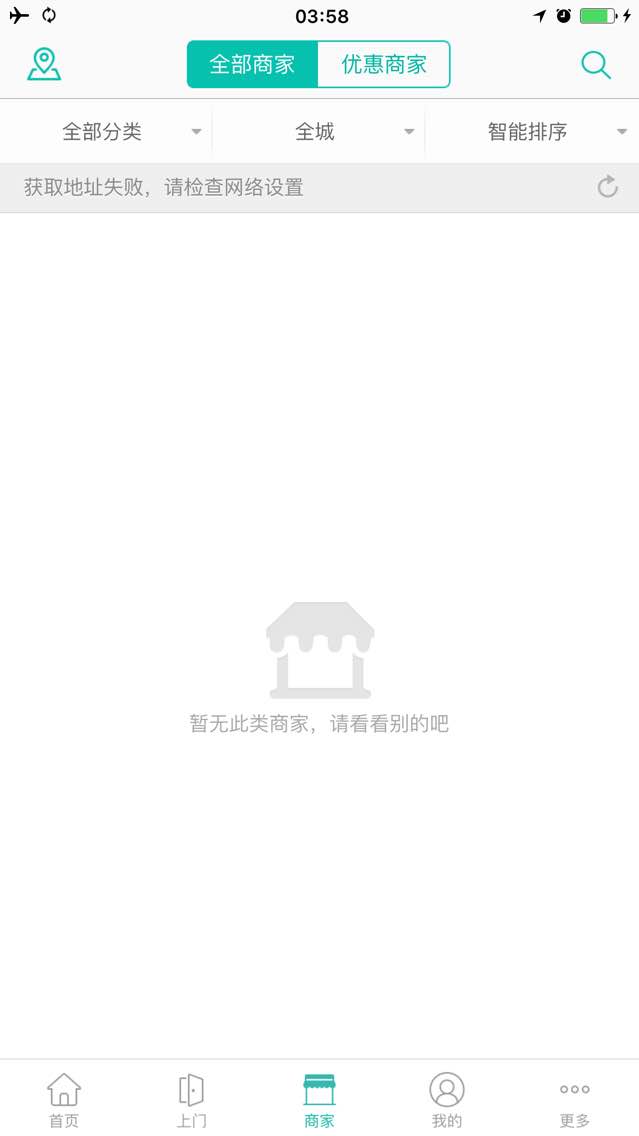 03:58
全部商家 优惠商家
全部分类 全城 智能排序
获取地址失败，请检查网络设置
暂无此类商家，请看看别的吧
首页 上门 商家 我的 更多